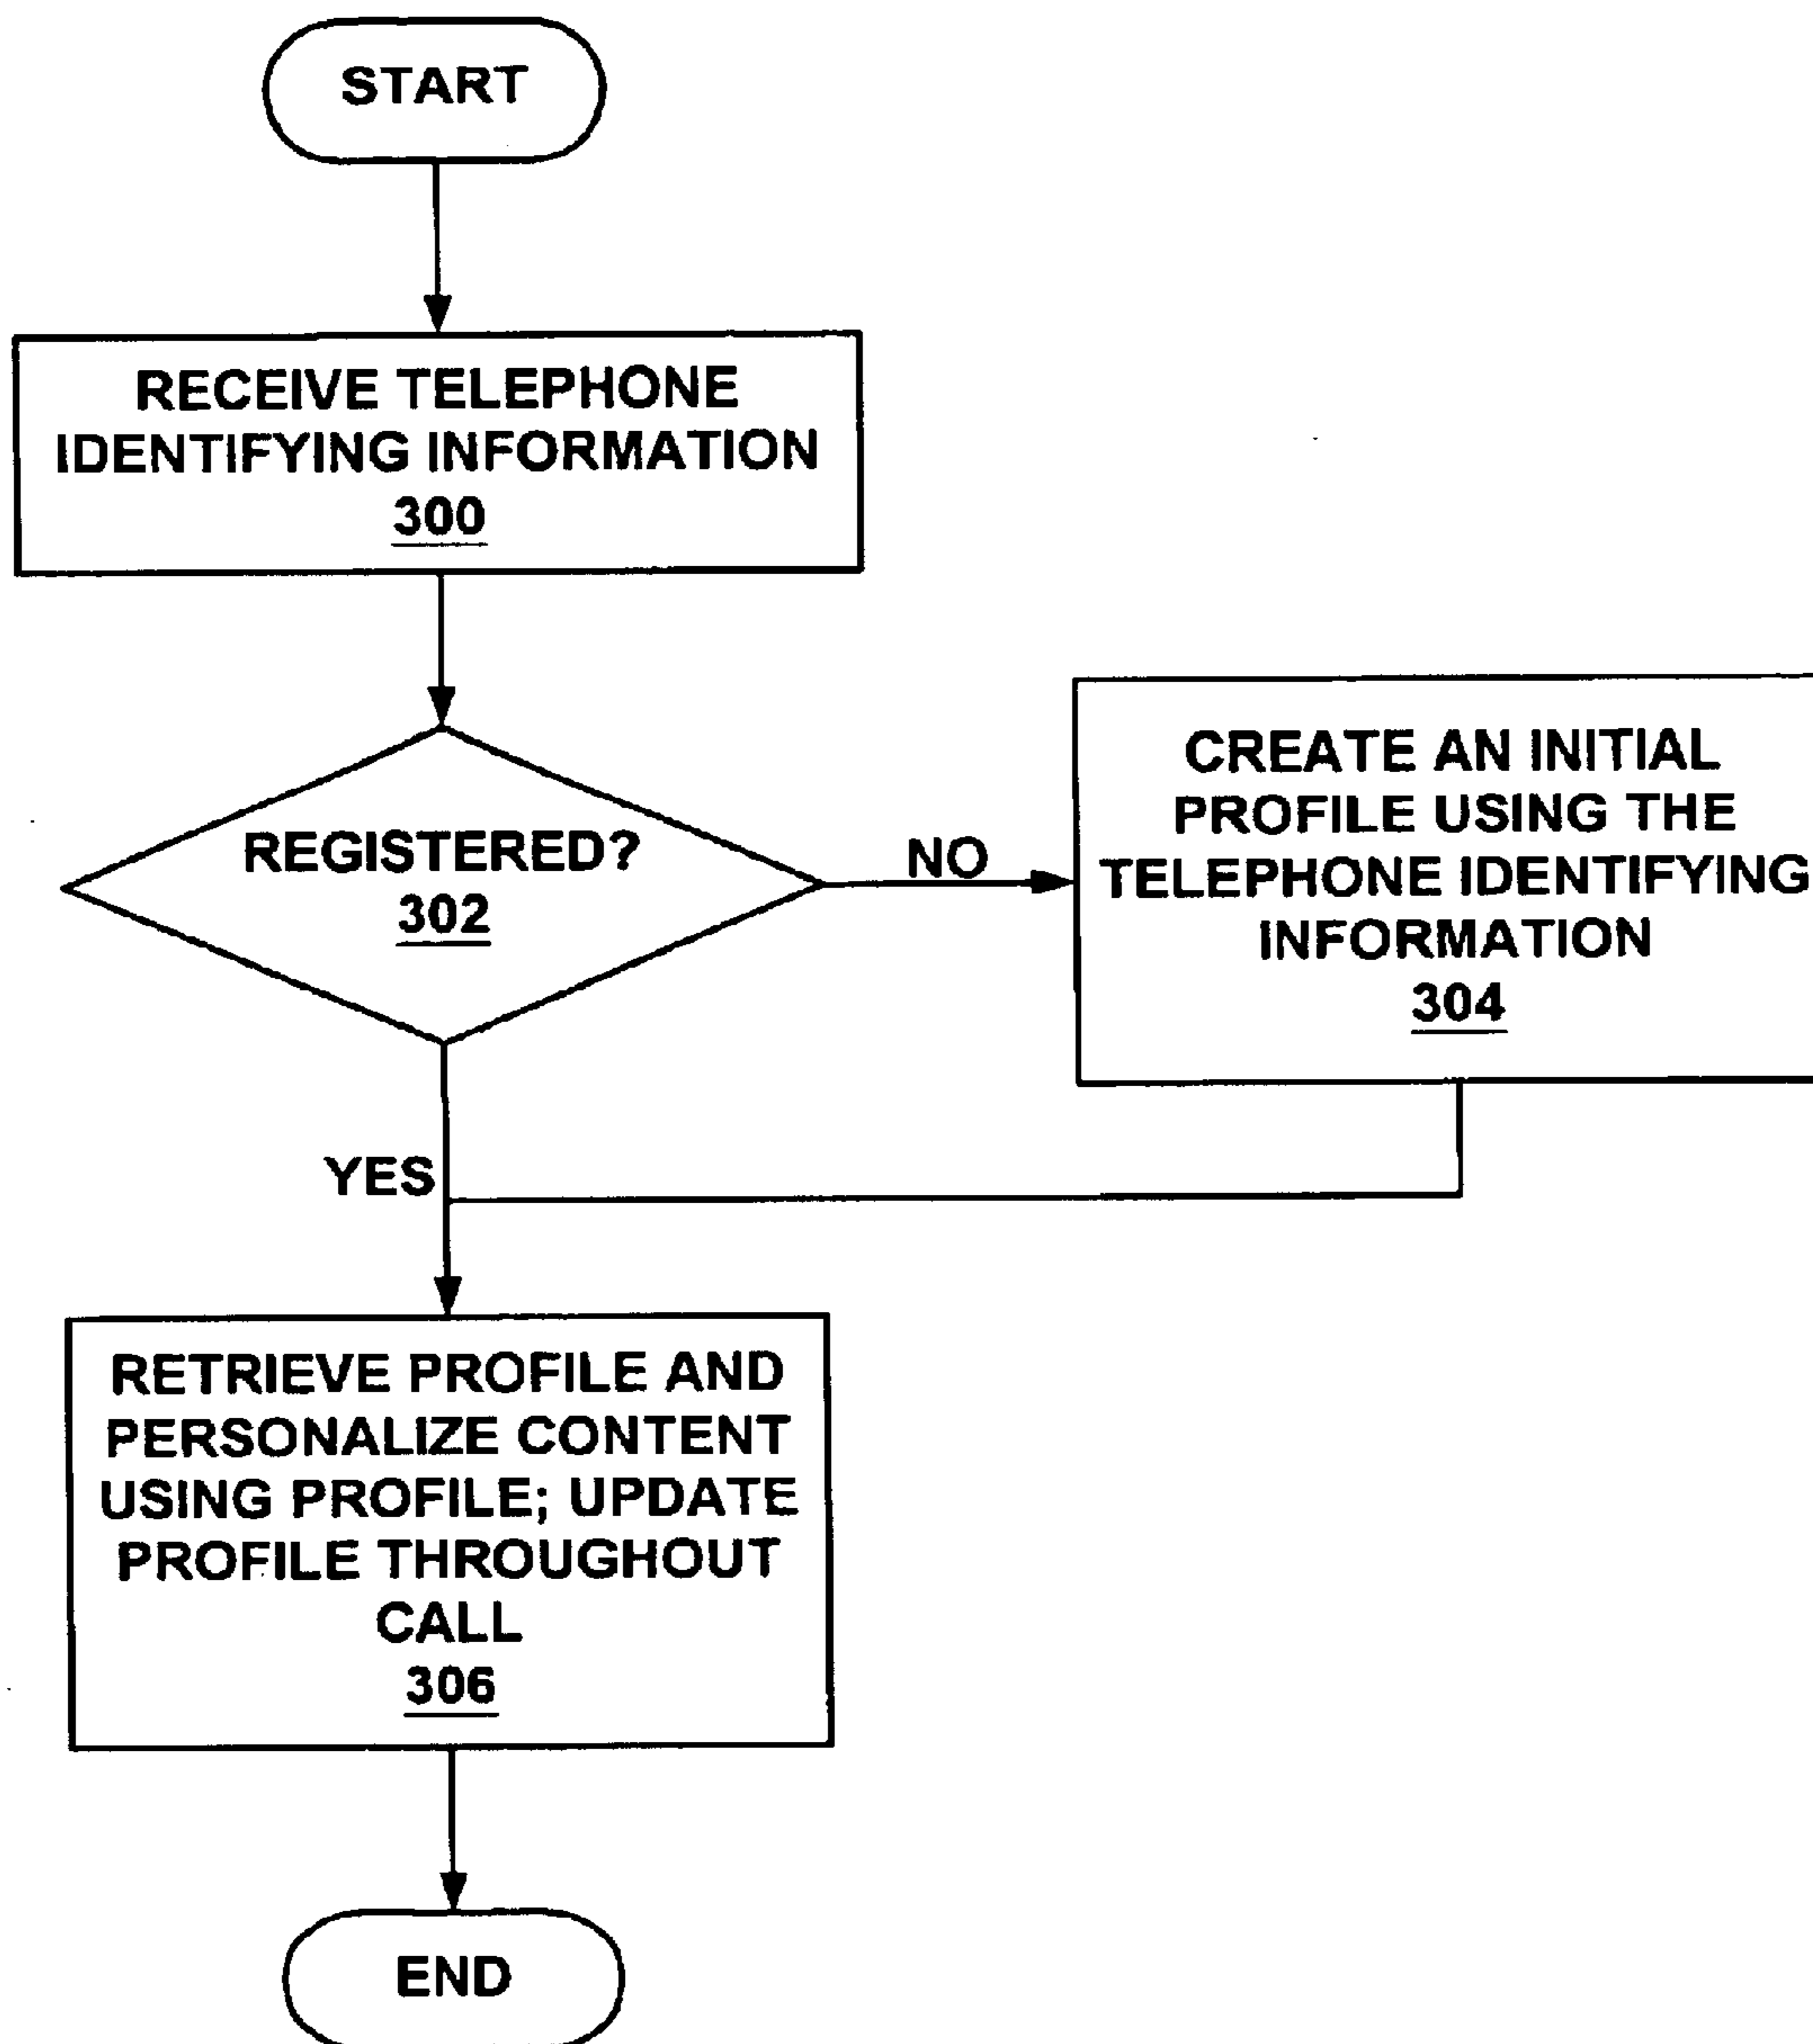 START
RECEIVE TELEPHONE
IDENTIFYING INFORMATION
300
REGISTERED?
302
NO
CREATE AN INITIAL
PROFILE USING THE
TELEPHONE IDENTIFYING
INFORMATION
304
YES
RETRIEVE PROFILE AND
PERSONALIZE CONTENT
USING PROFILE; UPDATE
PROFILE THROUGHOUT
CALL
306
END